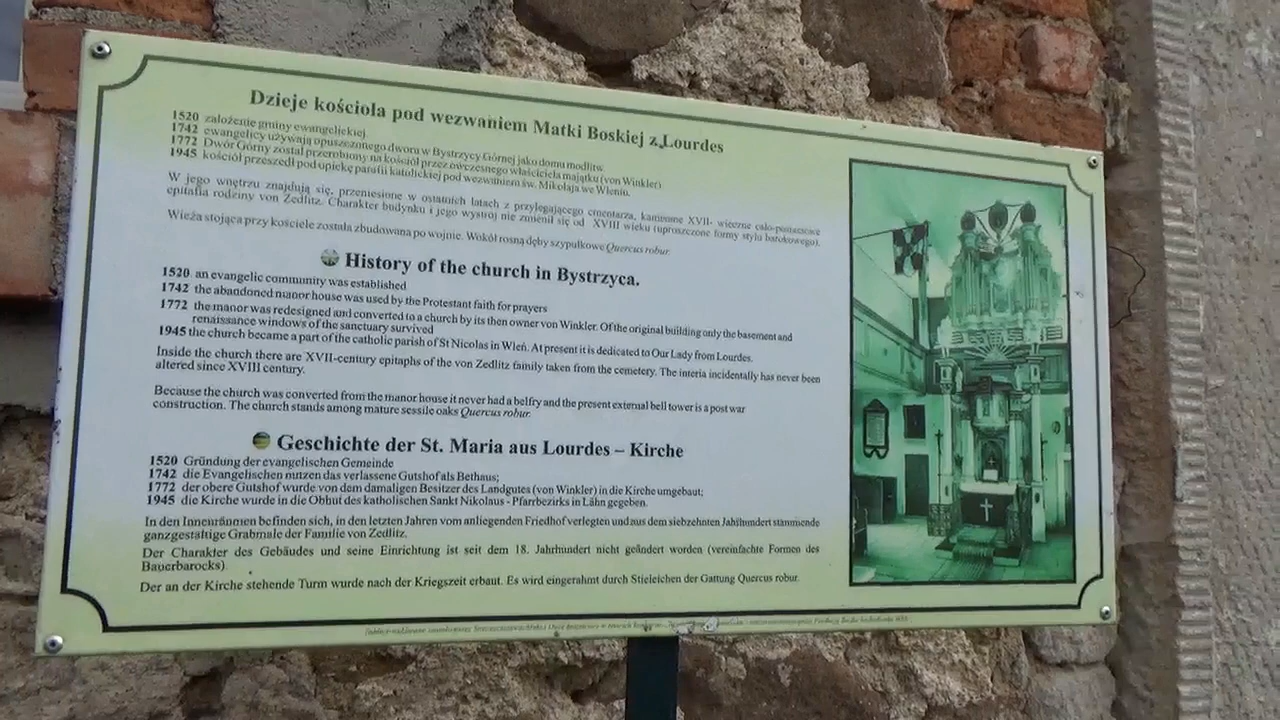 Dzieje kościoła pod wezwaniem Matki Boskiej z Lourdes
1520 założenie gminy ewangelickiej.
1742 ewangelicy używają opuszczonego dworu w Bystrzycy Górnej jako domu modlitw.
1772 Dwór Górny został przerobiony na kościół przez ówczesnego właściciela majątku (von Winkler)
1945 kościół przeszedł pod opiekę parafii katolickiej pod wezwaniem św. Mikołaja we Wleniu.
W jego wnętrzu znajdują się, przeniesione w ostatnich latach z przylegającego cmentarza, kamienne XVII- wieczne cało-postaciowe
epitafia rodziny von Zedlitz. Charakter budynku i jego wystrój nie zmienił się od XVIII wieku (uproszczone formy stylu barokowego).
Wieża stojąca przy kościele została zbudowana po wojnie. Wokół rosną dęby szypułkowe Quercus robur.
History of the church in Bystrzyca.
1520 an evangelic community was established
1742 the abandoned manor house was used by the Protestant faith for prayers
1772 the manor was redesigned and converted to a church by its then owner von Winkler. Of the original building only the basement and
renaissance windows of the sanctuary survived
1945 the church became a part of the catholic parish of St Nicolas in Wleń. At present it is dedicated to Our Lady from Lourdes.
Inside the church there are XVII-century epitaphs of the von Zedlitz family taken from the cemetery. The interia incidentally has never been
altered since XVIII century.
Because the church was converted from the manor house it never had a belfry and the present external bell tower is a post war
construction. The church stands among mature sessile oaks Quercus robur.
Geschichte der St. Maria aus Lourdes – Kirche
1520 Gründung der evangelischen Gemeinde
1742 die Evangelischen nutzen das verlassene Gutshof als Bethaus;
1772 der obere Gutshof wurde von dem damaligen Besitzer des Landgutes (von Winkler) in die Kirche umgebaut;
1945 die Kirche wurde in die Obhut des katholischen Sankt Nikolaus - Pfarrbezirks in Lähn gegeben.
In den Innenräumen befinden sich, in den letzten Jahren vom anliegenden Friedhof verlegten und aus dem siebzehnten Jahrhundert stammende
ganzgestaltige Grabmale der Familie von Zedlitz.
Der Charakter des Gebäudes und seine Einrichtung ist seit dem 18. Jahrhundert nicht geändert worden (vereinfachte Formen des
Bauerbarocks)
Der an der Kirche stehende Turm wurde nach der Kriegszeit erbaut. Es wird eingerahmt durch Stieleichen der Gattung Quercus robur.